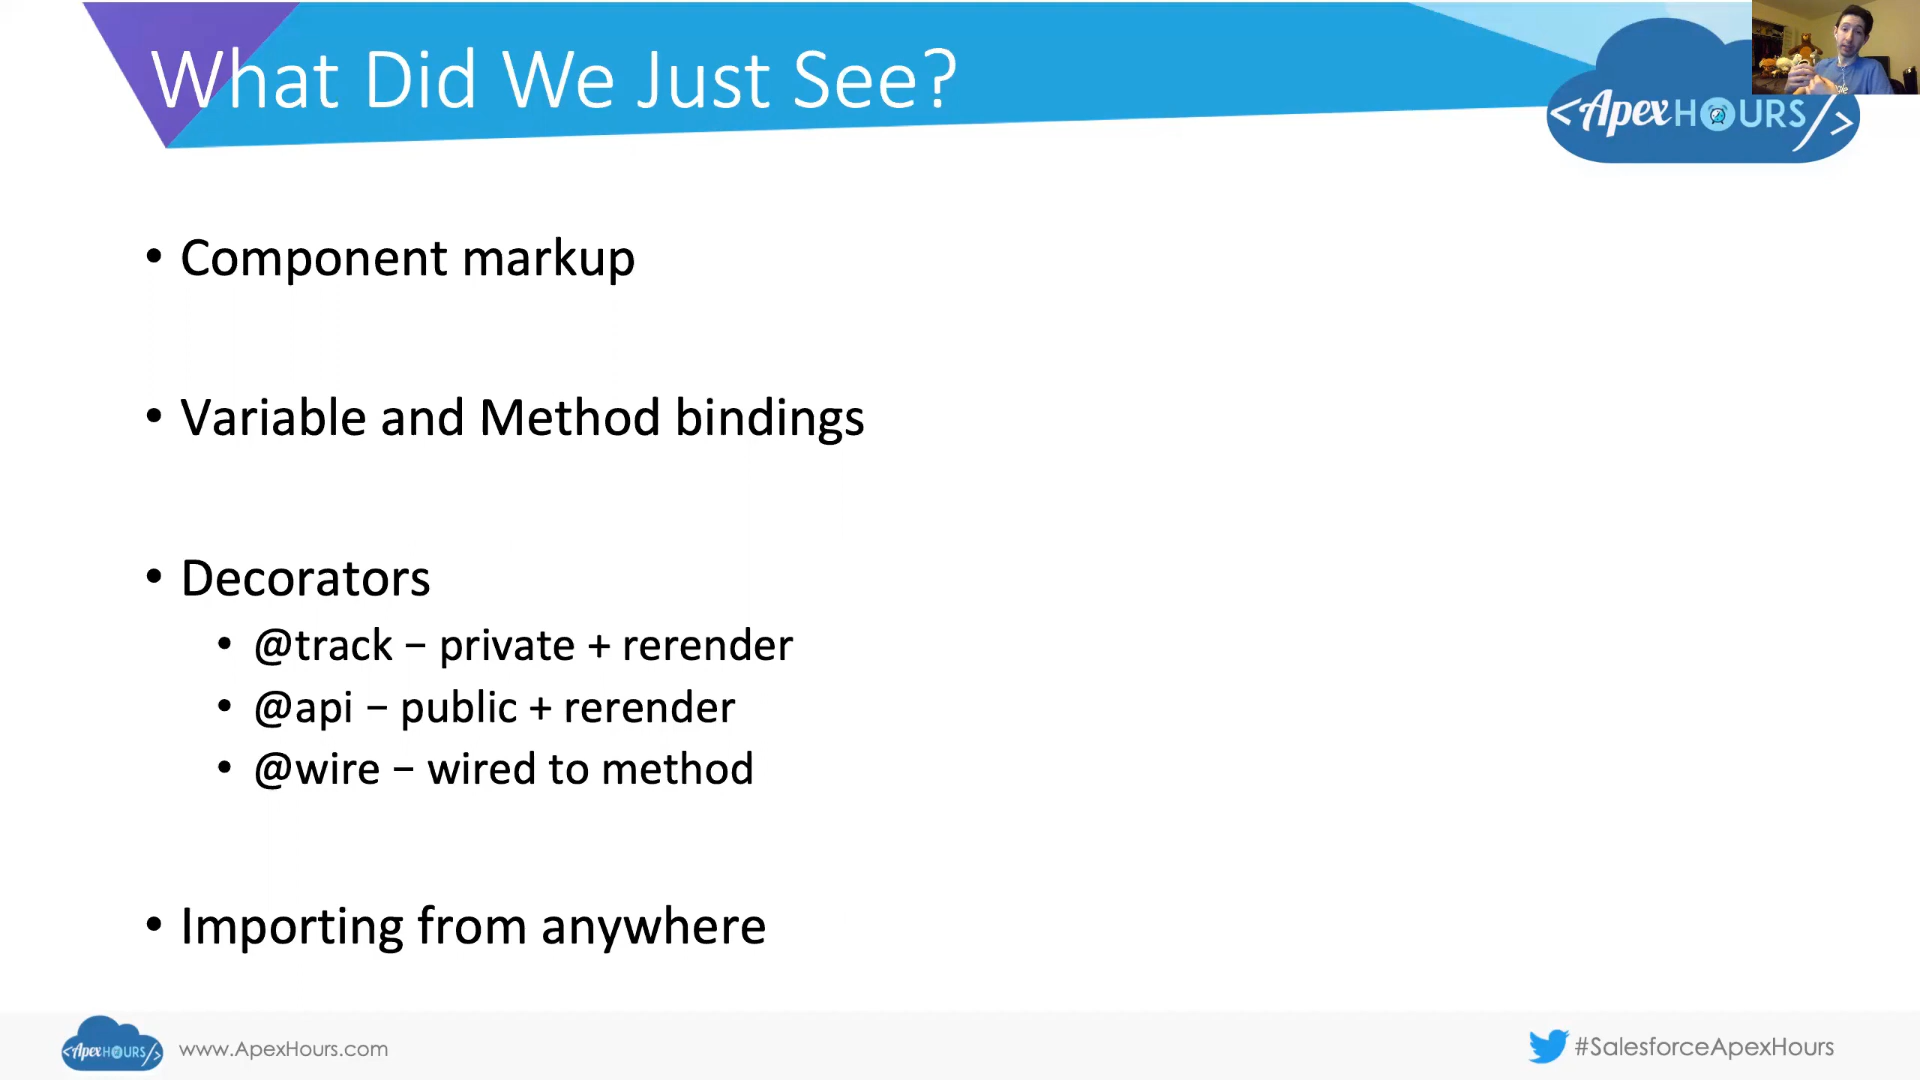 What Did We Just See?
<ApexHOURS/>
• Component markup
• Variable and Method bindings
• Decorators
• @track – private + rerender
• @api – public + rerender
• @wire – wired to method
• Importing from anywhere
<ApexHOURS/>
www.ApexHours.com
#SalesforceApexHours